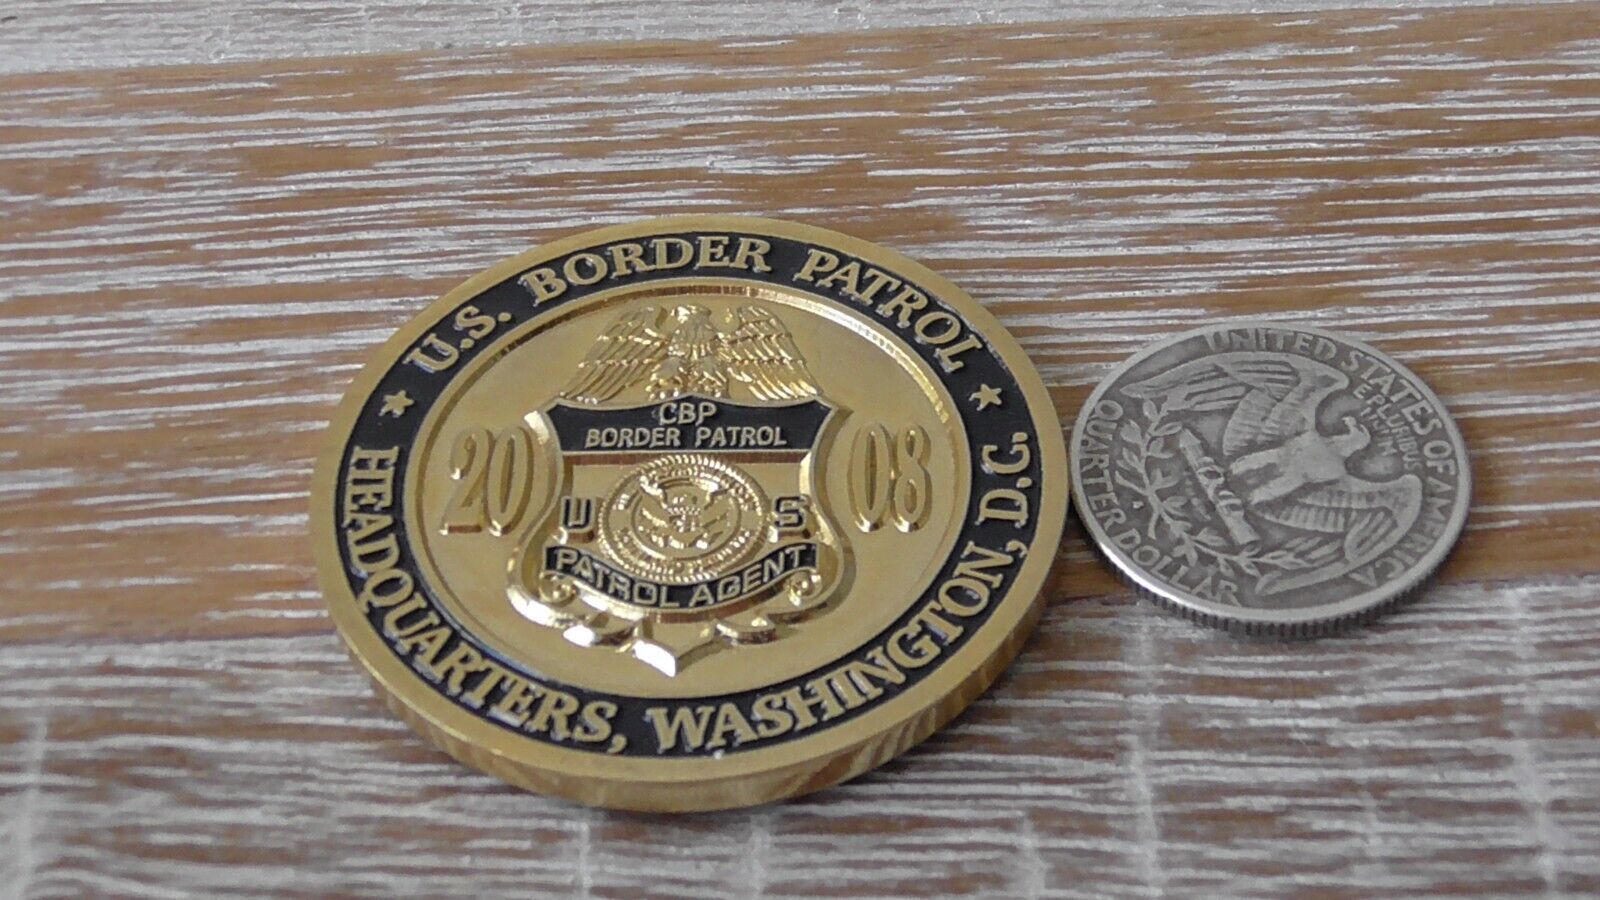 U.S. BORDER PATROL
HEADQUARTERS, WASHINGTON, D.C.
20 08
CBP
BORDER PATROL
U S
PATROL AGENT
UNITED STATES OF AMERICA
E PLURIBUS
UNUM
QUARTER DOLLAR